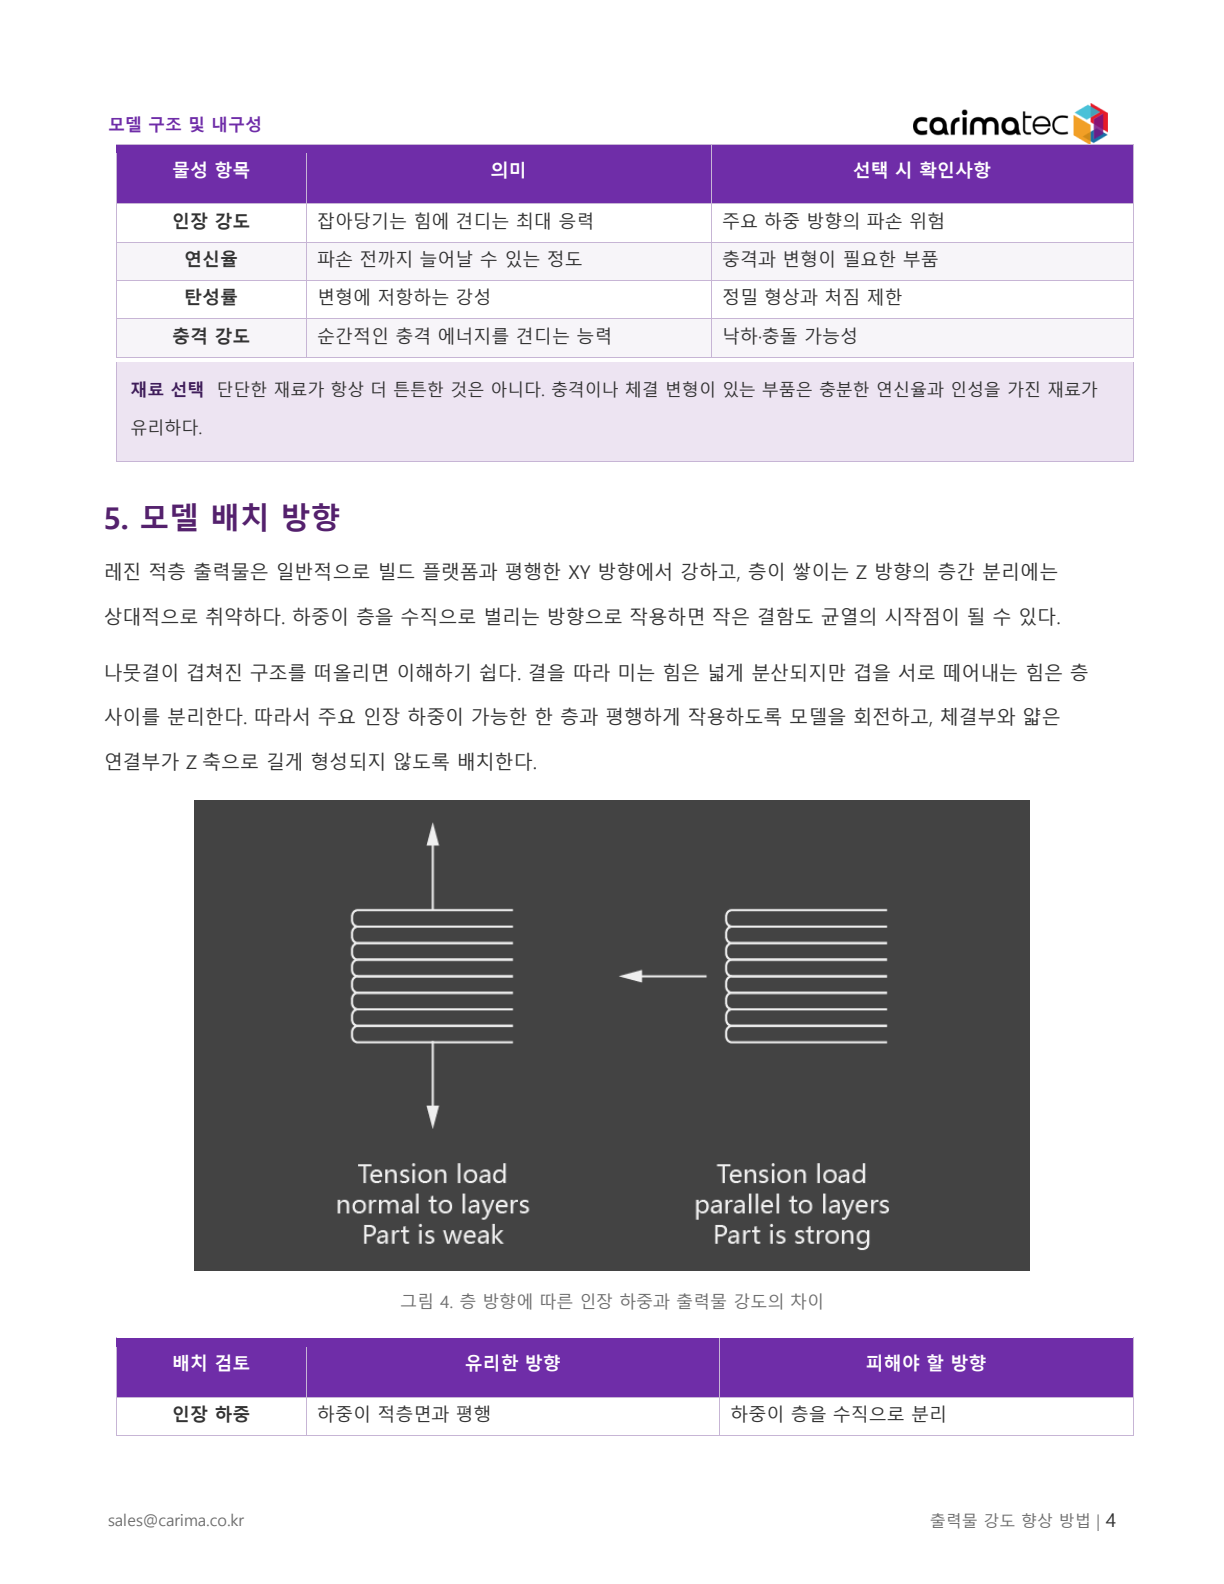 모델 구조 및 내구성
carimatec
물성 항목 의미 선택 시 확인사항
인장 강도 잡아당기는 힘에 견디는 최대 응력 주요 하중 방향의 파손 위험
연신율 파손 전까지 늘어날 수 있는 정도 충격과 변형이 필요한 부품
탄성률 변형에 저항하는 강성 정밀 형상과 처짐 제한
충격 강도 순간적인 충격 에너지를 견디는 능력 낙하·충돌 가능성
재료 선택 단단한 재료가 항상 더 튼튼한 것은 아니다. 충격이나 체결 변형이 있는 부품은 충분한 연신율과 인성을 가진 재료가
유리하다.
5. 모델 배치 방향
레진 적층 출력물은 일반적으로 빌드 플랫폼과 평행한 XY 방향에서 강하고, 층이 쌓이는 Z 방향의 층간 분리에는
상대적으로 취약하다. 하중이 층을 수직으로 벌리는 방향으로 작용하면 작은 결함도 균열의 시작점이 될 수 있다.
나뭇결이 겹쳐진 구조를 떠올리면 이해하기 쉽다. 결을 따라 미는 힘은 넓게 분산되지만 겹을 서로 떼어내는 힘은 층
사이를 분리한다. 따라서 주요 인장 하중이 가능한 한 층과 평행하게 작용하도록 모델을 회전하고, 체결부와 얇은
연결부가 Z 축으로 길게 형성되지 않도록 배치한다.
Tension load
normal to layers
Part is weak
Tension load
parallel to layers
Part is strong
그림 4. 층 방향에 따른 인장 하중과 출력물 강도의 차이
배치 검토 유리한 방향 피해야 할 방향
인장 하중 하중이 적층면과 평행 하중이 층을 수직으로 분리
sales@carima.co.kr
출력물 강도 향상 방법 | 4